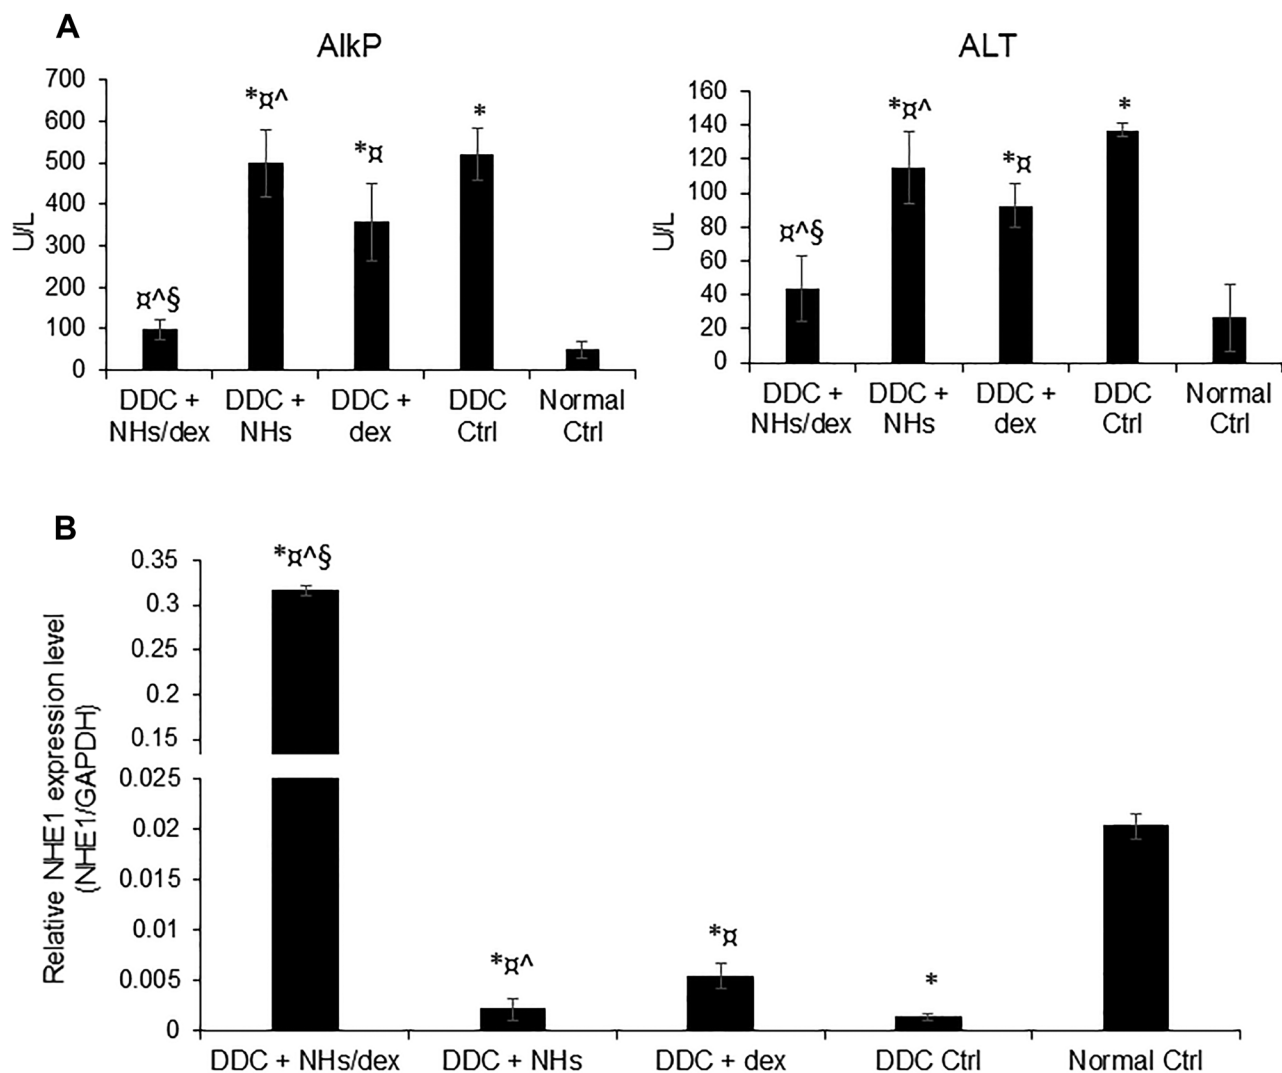 A
AlkP
U/L
700
600
500
400
300
200
100
0
¤^§
*¤^
*¤
*
DDC + NHs/dex
DDC + NHs
DDC + dex
DDC Ctrl
Normal Ctrl
ALT
U/L
160
140
120
100
80
60
40
20
0
¤^§
*¤^
*¤
*
DDC + NHs/dex
DDC + NHs
DDC + dex
DDC Ctrl
Normal Ctrl
B
Relative NHE1 expression level
(NHE1/GAPDH)
0.35
0.3
0.25
0.2
0.15
0.025
0.02
0.015
0.01
0.005
0
*¤^§
*¤^
*¤
*
DDC + NHs/dex
DDC + NHs
DDC + dex
DDC Ctrl
Normal Ctrl